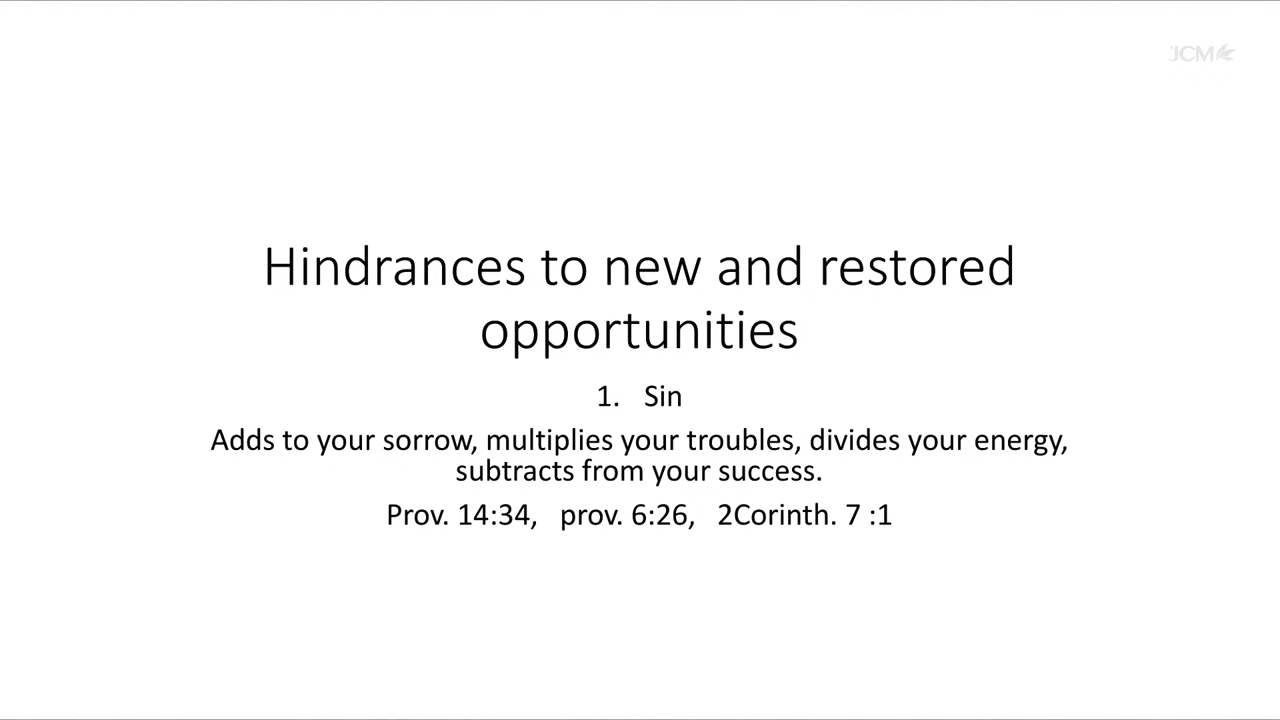 JCM
Hindrances to new and restored
opportunities
1. Sin
Adds to your sorrow, multiplies your troubles, divides your energy,
subtracts from your success.
Prov. 14:34, prov. 6:26, 2Corinth. 7 :1